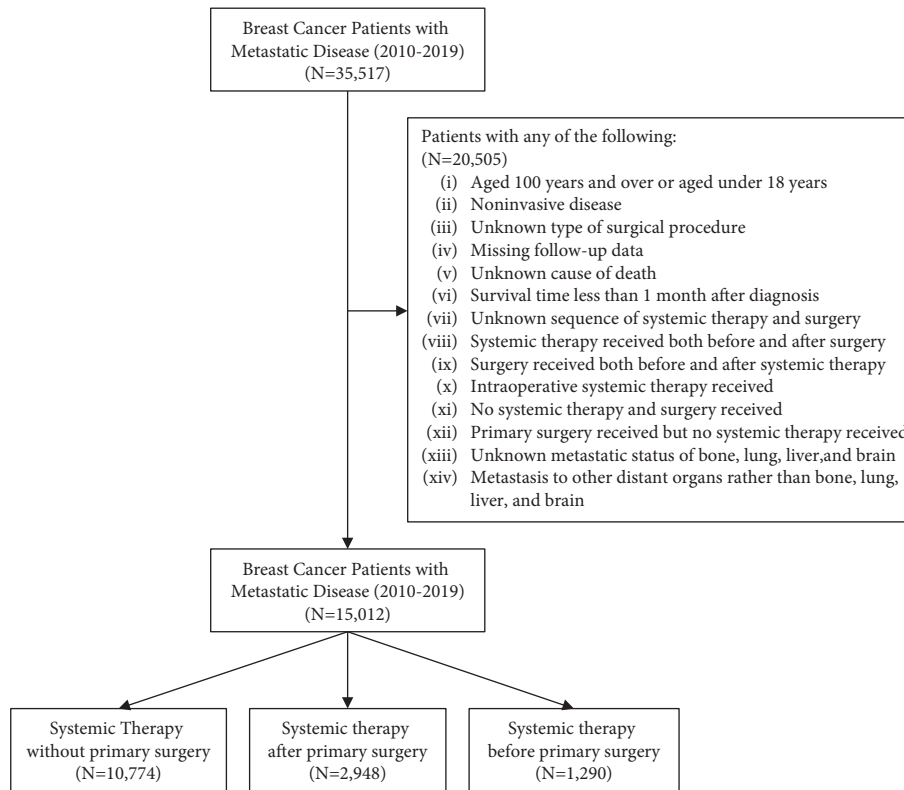 Breast Cancer Patients with
Metastatic Disease (2010-2019)
(N=35,517)
Patients with any of the following:
(N=20,505)
(i) Aged 100 years and over or aged under 18 years
(ii) Noninvasive disease
(iii) Unknown type of surgical procedure
(iv) Missing follow-up data
(v) Unknown cause of death
(vi) Survival time less than 1 month after diagnosis
(vii) Unknown sequence of systemic therapy and surgery
(viii) Systemic therapy received both before and after surgery
(ix) Surgery received both before and after systemic therapy
(x) Intraoperative systemic therapy received
(xi) No systemic therapy and surgery received
(xii) Primary surgery received but no systemic therapy received
(xiii) Unknown metastatic status of bone, lung, liver,and brain
(xiv) Metastasis to other distant organs rather than bone, lung,
liver, and brain
Breast Cancer Patients with
Metastatic Disease (2010-2019)
(N=15,012)
Systemic Therapy
without primary surgery
(N=10,774)
Systemic therapy
after primary surgery
(N=2,948)
Systemic therapy
before primary surgery
(N=1,290)